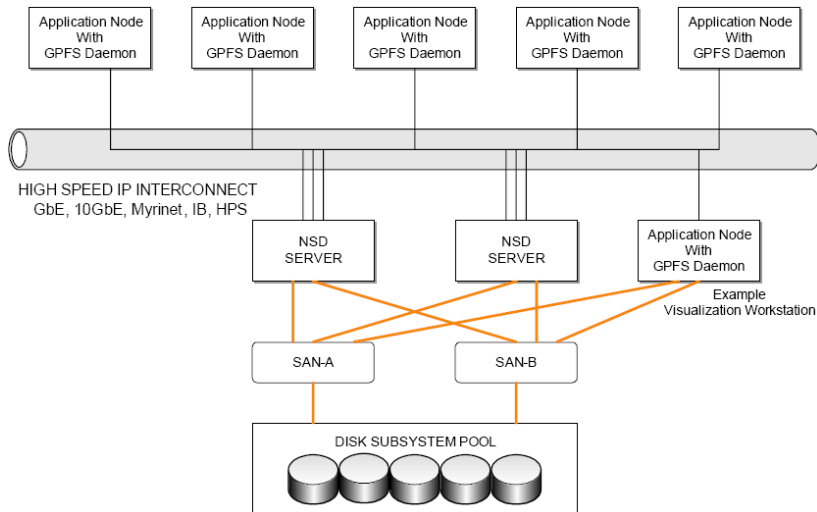 Application Node
With
GPFS Daemon
Application Node
With
GPFS Daemon
Application Node
With
GPFS Daemon
Application Node
With
GPFS Daemon
Application Node
With
GPFS Daemon
HIGH SPEED IP INTERCONNECT
GbE, 10GbE, Myrinet, IB, HPS
NSD
SERVER
NSD
SERVER
Application Node
With
GPFS Daemon
Example
Visualization Workstation
SAN-A
SAN-B
DISK SUBSYSTEM POOL